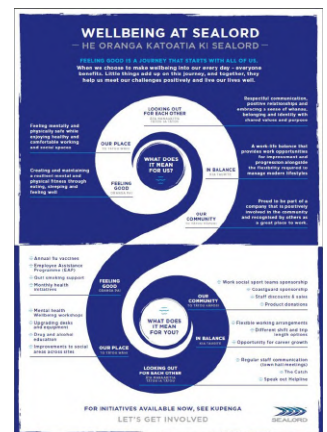 WELLBEING AT SEALORD
— HE ORANGA KATOATIA KI SEALORD —
FEELING GOOD IS A JOURNEY THAT STARTS WITH ALL OF US.
When we choose to make wellbeing into our every day - everyone
benefits. Little things add up on this journey, and together, they
help us meet our challenges positively and live our lives well.
LOOKING OUT
FOR EACH OTHER
Respectful communication,
positive relationships and
embracing a sense of whanau,
belonging and identity with
shared values and purpose
Feeling mentally and
physically safe while
enjoying healthy and
comfortable working
and social spaces
OUR PLACE
WHAT DOES
IT MEAN
FOR US?
IN BALANCE
A work-life balance that
provides work opportunities
for improvement and
progression alongside
the flexibility required to
manage modern lifestyles
Creating and maintaining
a resilient mental and
physical fitness through
eating, sleeping and
feeling well
FEELING
GOOD
OUR
COMMUNITY
Proud to be part of a
company that is positively
involved in the community
and recognised by others as
a great place to work.
Annual flu vaccines
Employee Assistance
Programme (EAP)
Quit smoking support
Monthly health
initiatives
FEELING
GOOD
OUR
COMMUNITY
Work social sport teams sponsorship
Coastguard sponsorship
Staff discounts & sales
Product donations
Mental Health
Wellbeing workshops
Upgrading desks
and equipment
Drug and alcohol
education
Improvements to social
areas across sites
OUR PLACE
WHAT DOES
IT MEAN
FOR YOU?
IN BALANCE
Flexible working arrangements
Different shift and trip
length options
Opportunity for career growth
LOOKING OUT
FOR EACH OTHER
Regular staff communication
(town hall meetings)
The Catch
Speak out Helpline
FOR INITIATIVES AVAILABLE NOW, SEE KUPENGA
LET'S GET INVOLVED
SEALORD